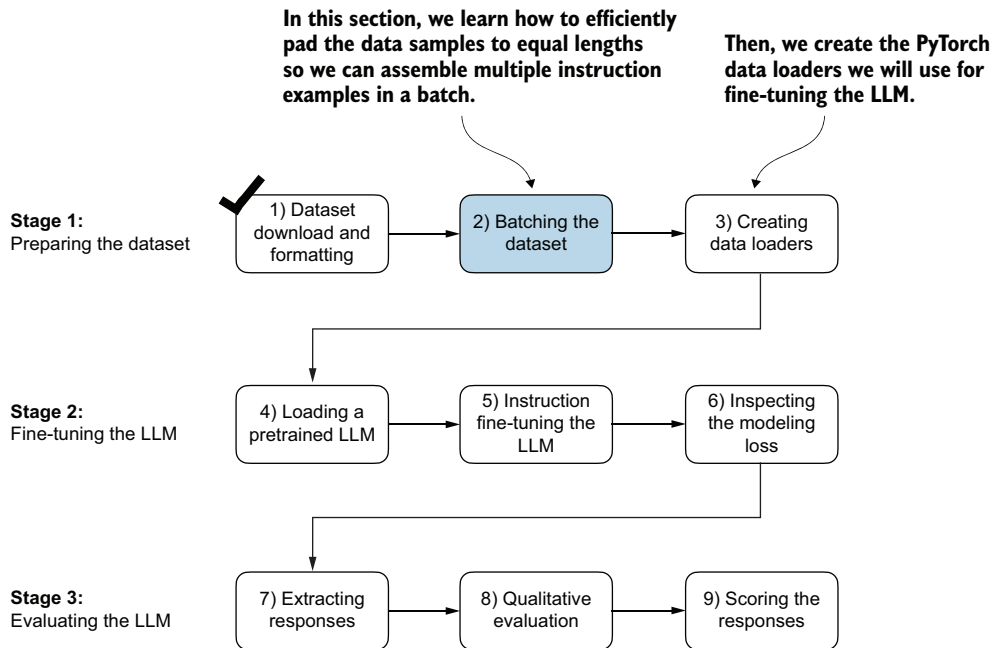 In this section, we learn how to efficiently
pad the data samples to equal lengths
so we can assemble multiple instruction
examples in a batch.
Then, we create the PyTorch
data loaders we will use for
fine-tuning the LLM.
Stage 1:
Preparing the dataset
1) Dataset
download and
formatting
2) Batching the
dataset
3) Creating
data loaders
Stage 2:
Fine-tuning the LLM
4) Loading a
pretrained LLM
5) Instruction
fine-tuning the
LLM
6) Inspecting
the modeling
loss
Stage 3:
Evaluating the LLM
7) Extracting
responses
8) Qualitative
evaluation
9) Scoring the
responses